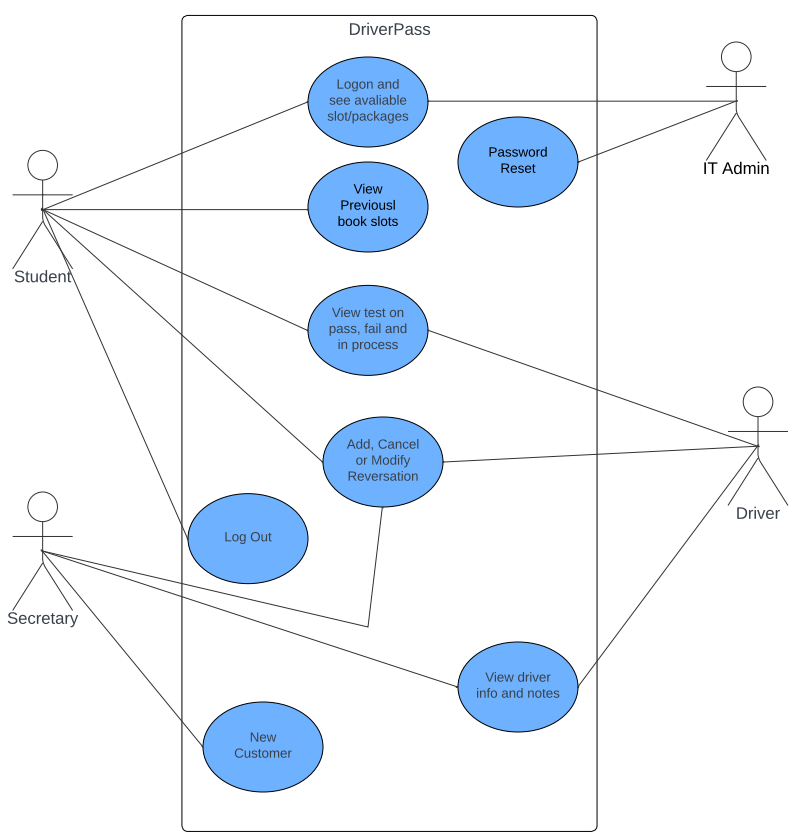 DriverPass
Logon and
see avaliable
slot/packages
Password
Reset
IT Admin
View
Previousl
book slots
Student
View test on
pass, fail and
in process
Add, Cancel
or Modify
Reversation
Driver
Log Out
Secretary
View driver
info and notes
New
Customer